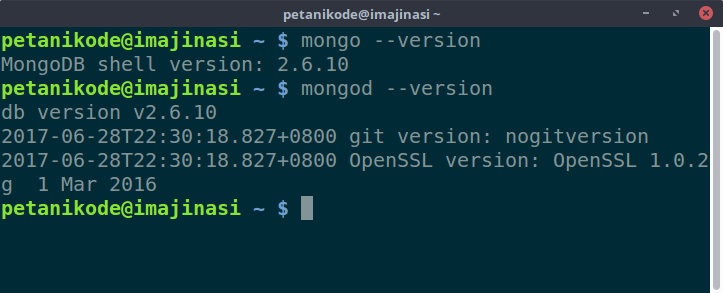 petanikode@imajinasi ~
petanikode@imajinasi ~ $ mongo --version
MongoDB shell version: 2.6.10
petanikode@imajinasi ~ $ mongod --version
db version v2.6.10
2017-06-28T22:30:18.827+0800 git version: nogitversion
2017-06-28T22:30:18.827+0800 OpenSSL version: OpenSSL 1.0.2
g  1 Mar 2016
petanikode@imajinasi ~ $